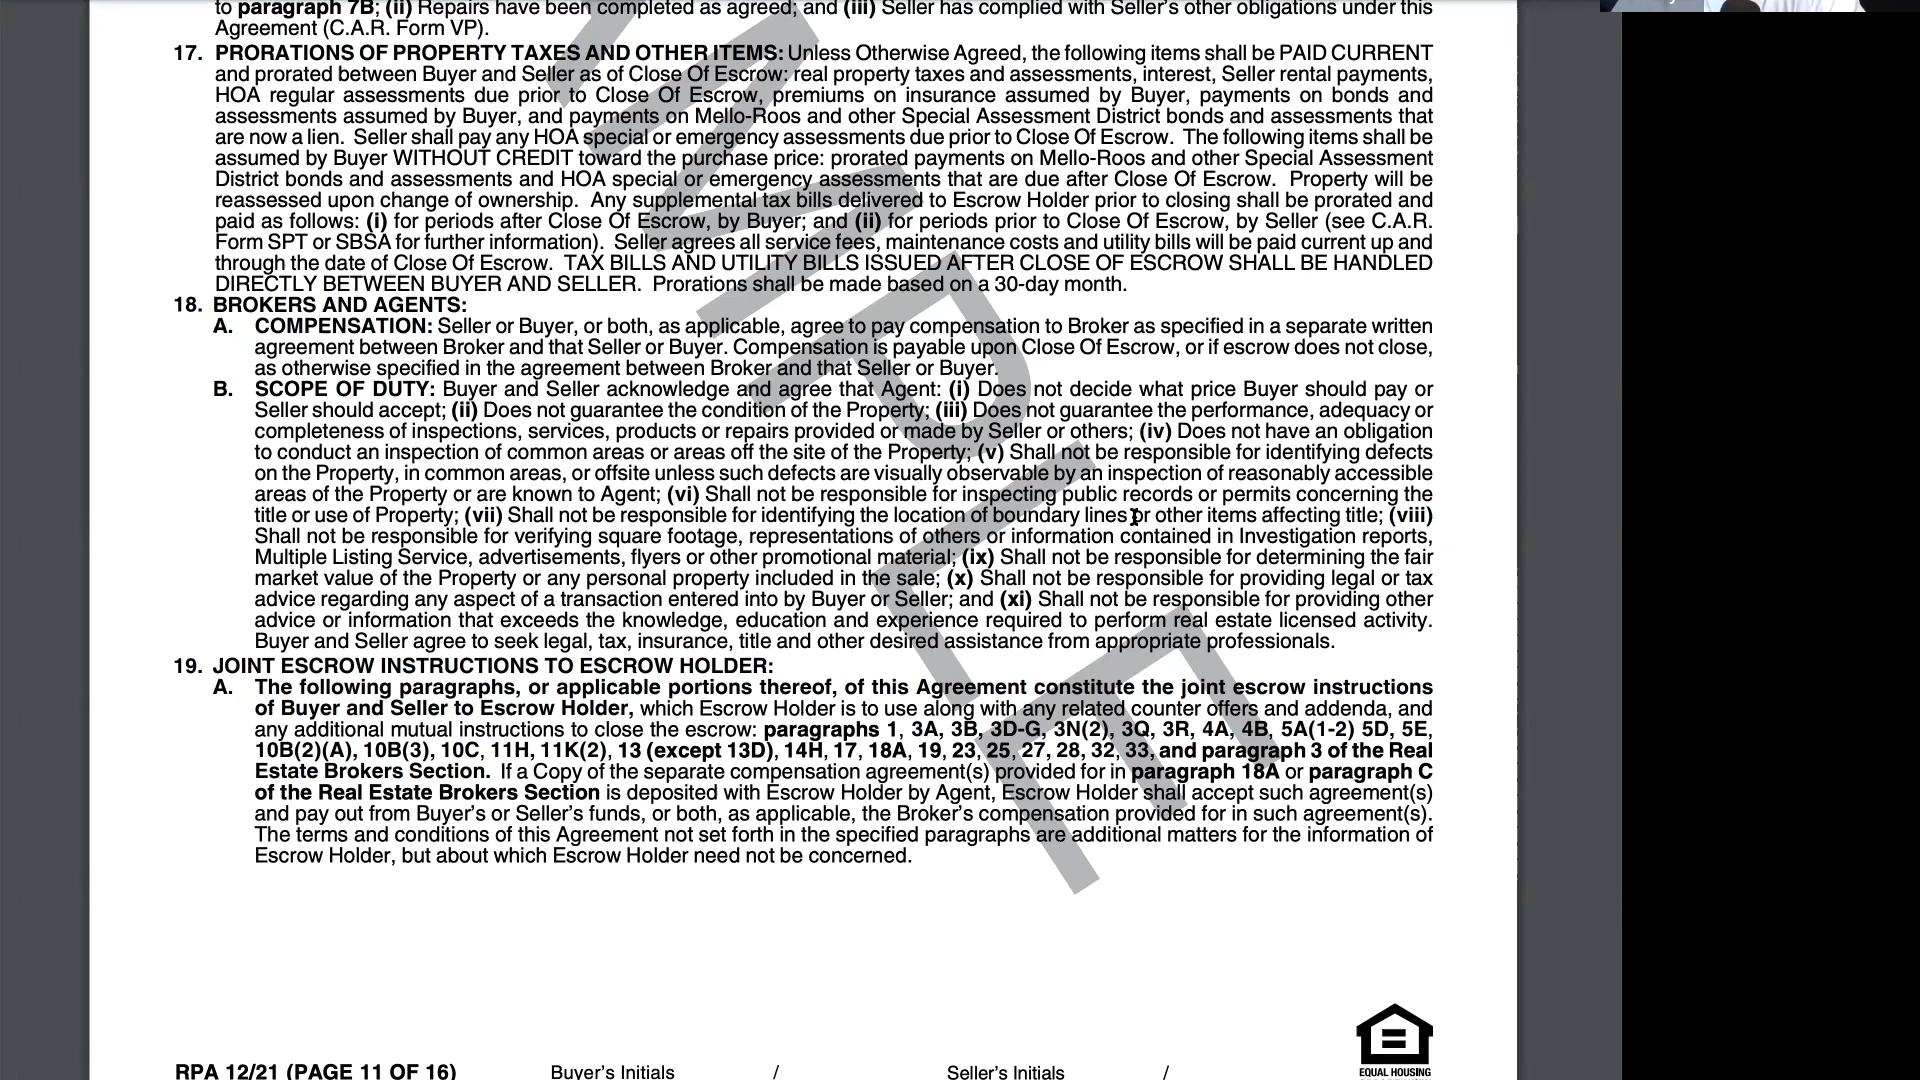 to paragraph 7B; (ii) Repairs have been completed as agreed; and (iii) Seller has complied with Seller's other obligations under this
Agreement (C.A.R. Form VP).
17. PRORATIONS OF PROPERTY TAXES AND OTHER ITEMS: Unless Otherwise Agreed, the following items shall be PAID CURRENT
and prorated between Buyer and Seller as of Close Of Escrow: real property taxes and assessments, interest, Seller rental payments,
HOA regular assessments due prior to Close Of Escrow, premiums on insurance assumed by Buyer, payments on bonds and
assessments assumed by Buyer, and payments on Mello-Roos and other Special Assessment District bonds and assessments that
are now a lien. Seller shall pay any HOA special or emergency assessments due prior to Close Of Escrow. The following items shall be
assumed by Buyer WITHOUT CREDIT toward the purchase price: prorated payments on Mello-Roos and other Special Assessment
District bonds and assessments and HOA special or emergency assessments that are due after Close Of Escrow. Property will be
reassessed upon change of ownership. Any supplemental tax bills delivered to Escrow Holder prior to closing shall be prorated and
paid as follows: (i) for periods after Close Of Escrow, by Buyer; and (ii) for periods prior to Close Of Escrow, by Seller (see C.A.R.
Form SPT or SBSA for further information). Seller agrees all service fees, maintenance costs and utility bills will be paid current up and
through the date of Close Of Escrow. TAX BILLS AND UTILITY BILLS ISSUED AFTER CLOSE OF ESCROW SHALL BE HANDLED
DIRECTLY BETWEEN BUYER AND SELLER. Prorations shall be made based on a 30-day month.
18. BROKERS AND AGENTS:
A. COMPENSATION: Seller or Buyer, or both, as applicable, agree to pay compensation to Broker as specified in a separate written
agreement between Broker and that Seller or Buyer. Compensation is payable upon Close Of Escrow, or if escrow does not close,
as otherwise specified in the agreement between Broker and that Seller or Buyer.
B. SCOPE OF DUTY: Buyer and Seller acknowledge and agree that Agent: (i) Does not decide what price Buyer should pay or
Seller should accept; (ii) Does not guarantee the condition of the Property; (iii) Does not guarantee the performance, adequacy or
completeness of inspections, services, products or repairs provided or made by Seller or others; (iv) Does not have an obligation
to conduct an inspection of common areas or areas off the site of the Property; (v) Shall not be responsible for identifying defects
on the Property, in common areas, or offsite unless such defects are visually observable by an inspection of reasonably accessible
areas of the Property or are known to Agent; (vi) Shall not be responsible for inspecting public records or permits concerning the
title or use of Property; (vii) Shall not be responsible for identifying the location of boundary lines or other items affecting title; (viii)
Shall not be responsible for verifying square footage, representations of others or information contained in Investigation reports,
Multiple Listing Service, advertisements, flyers or other promotional material; (ix) Shall not be responsible for determining the fair
market value of the Property or any personal property included in the sale; (x) Shall not be responsible for providing legal or tax
advice regarding any aspect of a transaction entered into by Buyer or Seller; and (xi) Shall not be responsible for providing other
advice or information that exceeds the knowledge, education and experience required to perform real estate licensed activity.
Buyer and Seller agree to seek legal, tax, insurance, title and other desired assistance from appropriate professionals.
19. JOINT ESCROW INSTRUCTIONS TO ESCROW HOLDER:
A. The following paragraphs, or applicable portions thereof, of this Agreement constitute the joint escrow instructions
of Buyer and Seller to Escrow Holder, which Escrow Holder is to use along with any related counter offers and addenda, and
any additional mutual instructions to close the escrow: paragraphs 1, 3A, 3B, 3D-G, 3N(2), 3Q, 3R, 4A, 4B, 5A(1-2) 5D, 5E,
10B(2)(A), 10B(3), 10C, 11H, 11K(2), 13 (except 13D), 14H, 17, 18A, 19, 23, 25, 27, 28, 32, 33, and paragraph 3 of the Real
Estate Brokers Section. If a Copy of the separate compensation agreement(s) provided for in paragraph 18A or paragraph C
of the Real Estate Brokers Section is deposited with Escrow Holder by Agent, Escrow Holder shall accept such agreement(s)
and pay out from Buyer's or Seller's funds, or both, as applicable, the Broker's compensation provided for in such agreement(s).
The terms and conditions of this Agreement not set forth in the specified paragraphs are additional matters for the information of
Escrow Holder, but about which Escrow Holder need not be concerned.
RPA 12/21 (PAGE 11 OF 16) Buyer's Initials / Seller's Initials /
EQUAL HOUSING